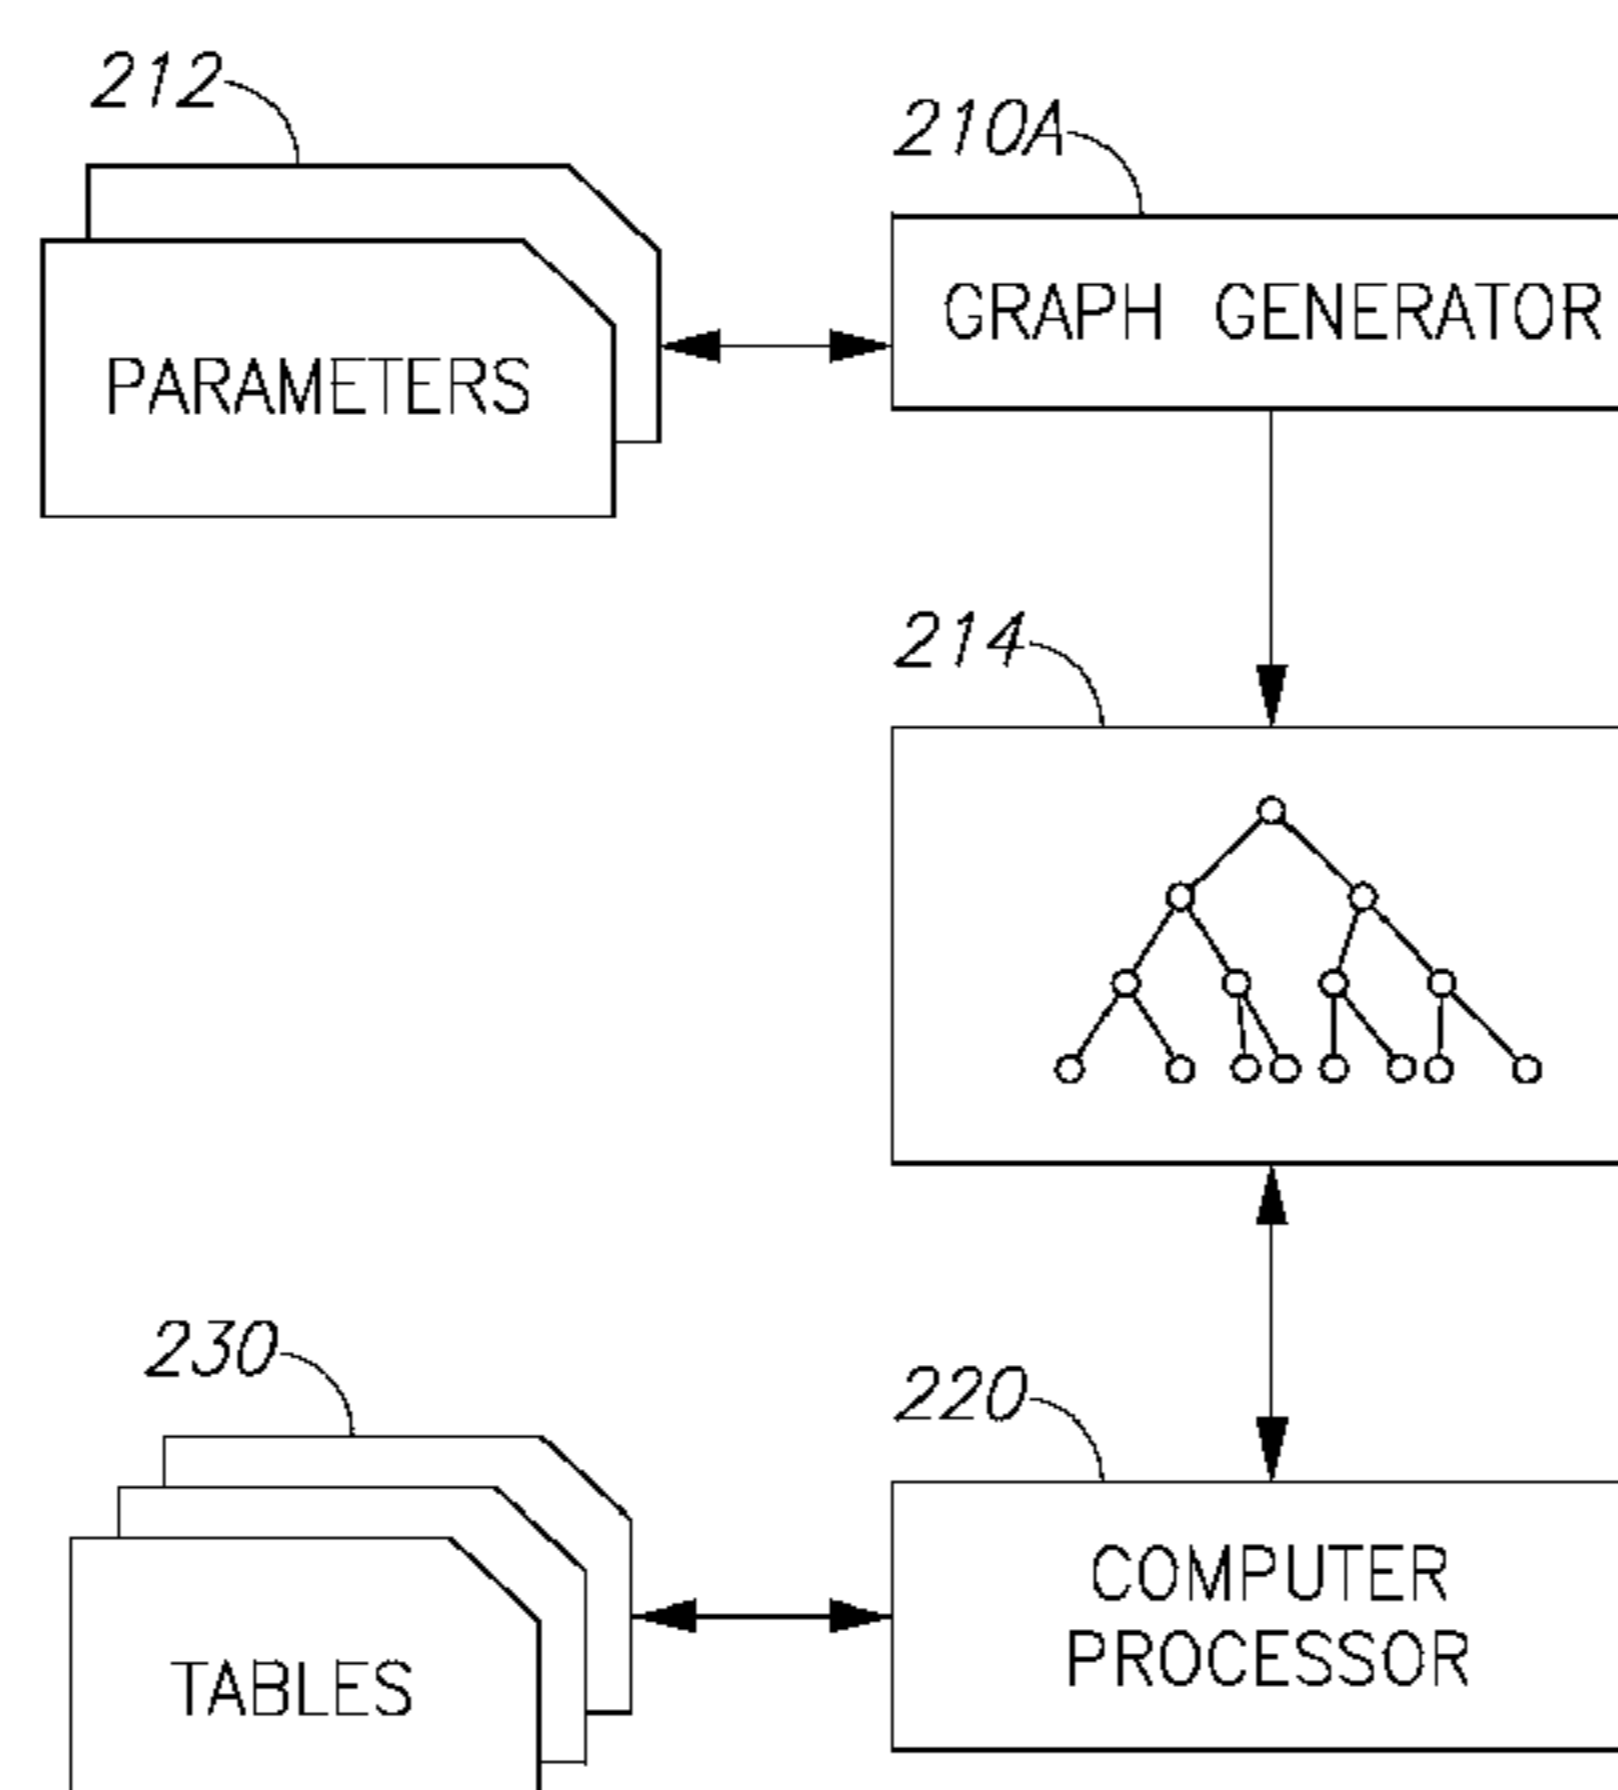 212
210A
GRAPH GENERATOR
PARAMETERS
214
230
220
COMPUTER
PROCESSOR
TABLES